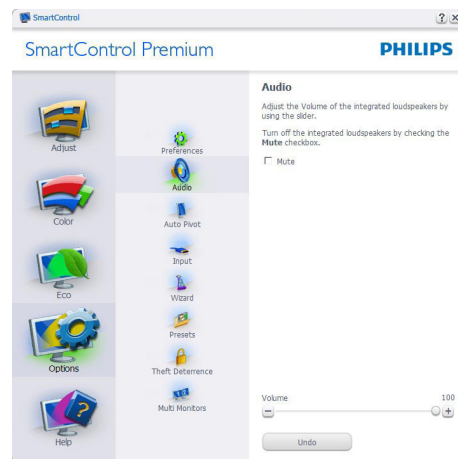 SmartControl
SmartControl Premium
PHILIPS
Adjust
Color
Eco
Options
Help
Preferences
Audio
Auto Pivot
Input
Wizard
Presets
Theft Deterrence
Multi Monitors
Audio
Adjust the Volume of the integrated loudspeakers by
using the slider.
Turn off the integrated loudspeakers by checking the
Mute checkbox.
Mute
Volume 100
Undo